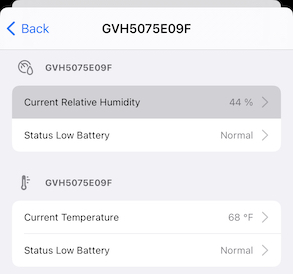 Back
GVH5075E09F
GVH5075E09F
Current Relative Humidity 44 %
Status Low Battery Normal
GVH5075E09F
Current Temperature 68 °F
Status Low Battery Normal